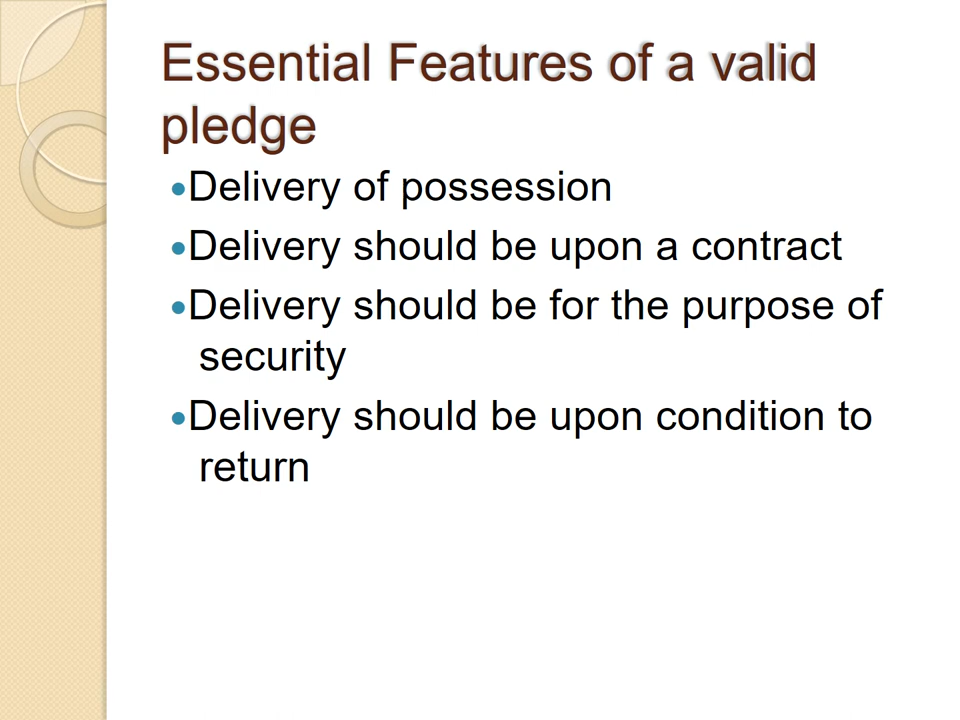 Essential Features of a valid
pledge
•Delivery of possession
•Delivery should be upon a contract
•Delivery should be for the purpose of
security
•Delivery should be upon condition to
return